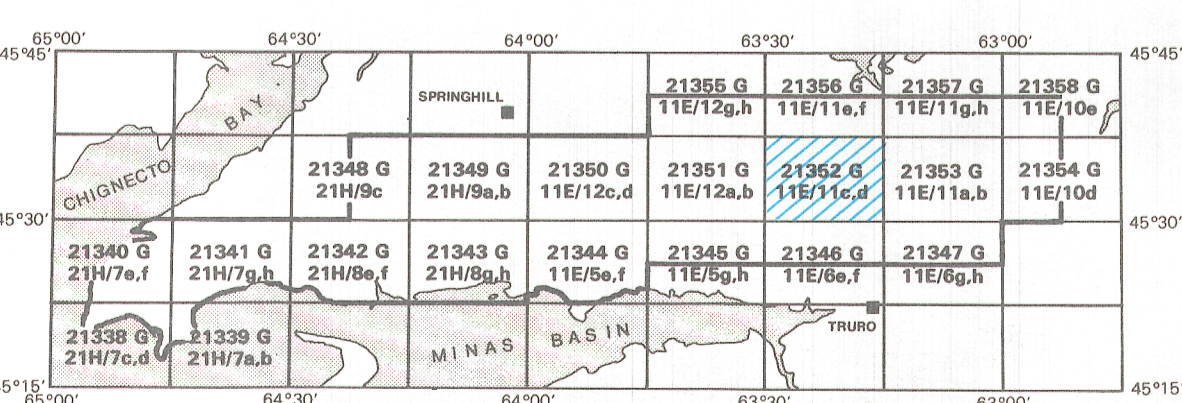 65°00′ 64°30′ 64°00′ 63°30′ 63°00′
45°45′ 45°45′
SPRINGHILL
21355 G 21356 G 21357 G 21358 G
11E/12g,h 11E/11e,f 11E/11g,h 11E/10e
BAY
CHIGNECTO
21348 G 21349 G 21350 G 21351 G 21352 G 21353 G 21354 G
21H/9c 21H/9a,b 11E/12c,d 11E/12a,b 11E/11c,d 11E/11a,b 11E/10d
45°30′ 45°30′
21340 G 21341 G 21342 G 21343 G 21344 G 21345 G 21346 G 21347 G
21H/7e,f 21H/7g,h 21H/8e,f 21H/8g,h 11E/5e,f 11E/5g,h 11E/6e,f 11E/6g,h
TRURO
21338 G 21339 G
21H/7c,d 21H/7a,b
MINAS BASIN
45°15′ 45°15′
65°00′ 64°30′ 64°00′ 63°30′ 63°00′